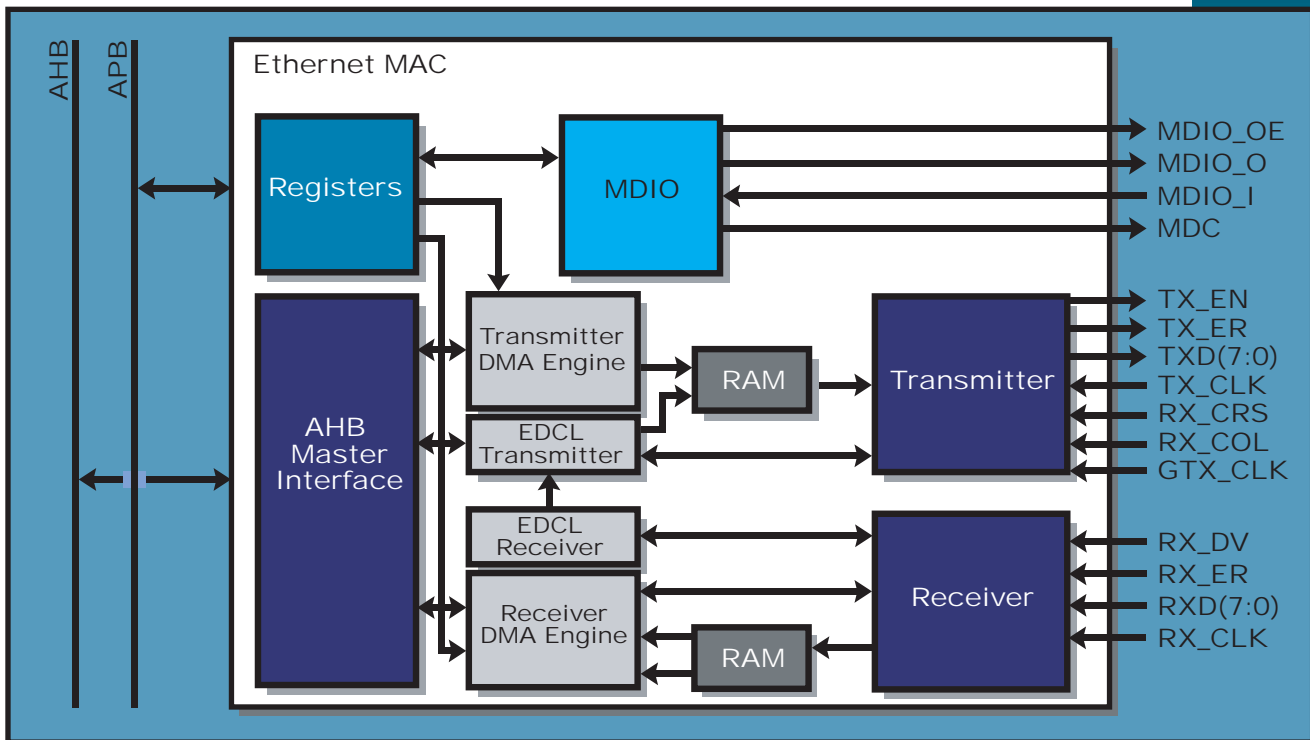 AHB
APB
Ethernet MAC
Registers
MDIO
MDIO_OE
MDIO_O
MDIO_I
MDC
Transmitter
DMA Engine
RAM
Transmitter
TX_EN
TX_ER
TXD(7:0)
TX_CLK
RX_CRS
RX_COL
GTX_CLK
AHB
Master
Interface
EDCL
Transmitter
EDCL
Receiver
Receiver
DMA Engine
RAM
Receiver
RX_DV
RX_ER
RXD(7:0)
RX_CLK